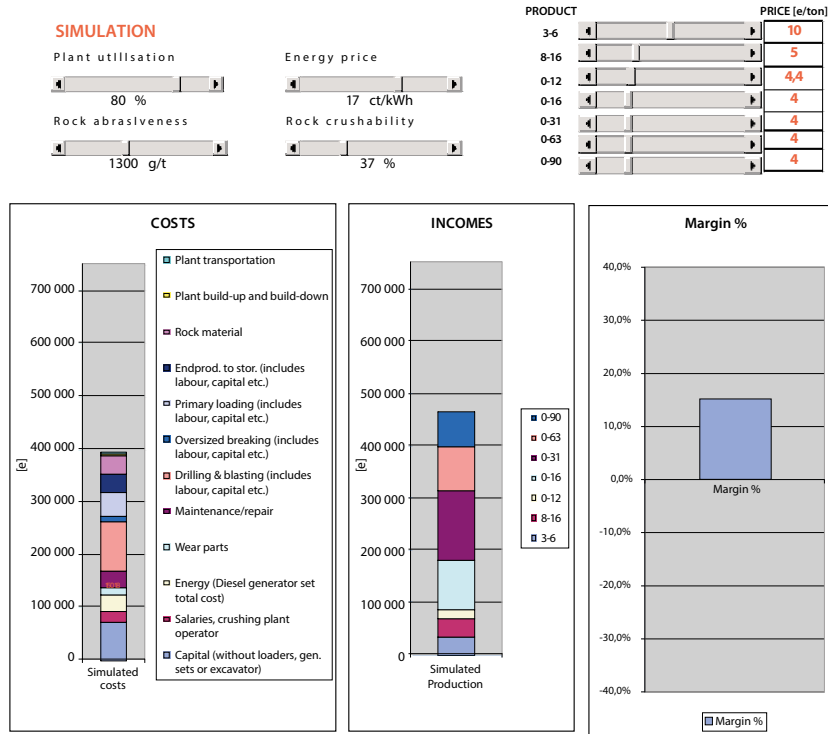 SIMULATION
Plant utIlIsation
80 %
Energy price
17 ct/kWh
Rock abrasIveness
1300 g/t
Rock crushability
37 %
PRODUCT
PRICE [e/ton]
3-6
10
8-16
5
0-12
4,4
0-16
4
0-31
4
0-63
4
0-90
4
COSTS
700 000
600 000
500 000
400 000
300 000
200 000
100 000
0
[e]
Simulated
costs
Plant transportation
Plant build-up and build-down
Rock material
Endprod. to stor. (includes
labour, capital etc.)
Primary loading (includes
labour, capital etc.)
Oversized breaking (includes
labour, capital etc.)
Drilling & blasting (includes
labour, capital etc.)
Maintenance/repair
Wear parts
Energy (Diesel generator set
total cost)
Salaries, crushing plant
operator
Capital (without loaders, gen.
sets or excavator)
INCOMES
700 000
600 000
500 000
400 000
300 000
200 000
100 000
0
[e]
Simulated
Production
0-90
0-63
0-31
0-16
0-12
8-16
3-6
Margin %
40,0%
30,0%
20,0%
10,0%
0,0%
-10,0%
-20,0%
-30,0%
-40,0%
Margin %
Margin %